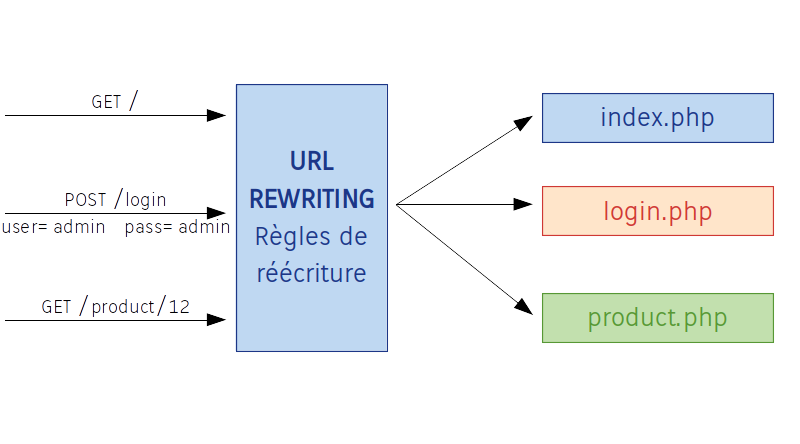 GET /
POST /login
user= admin pass= admin
GET /product/12
URL
REWRITING
Règles de
réécriture
index.php
login.php
product.php